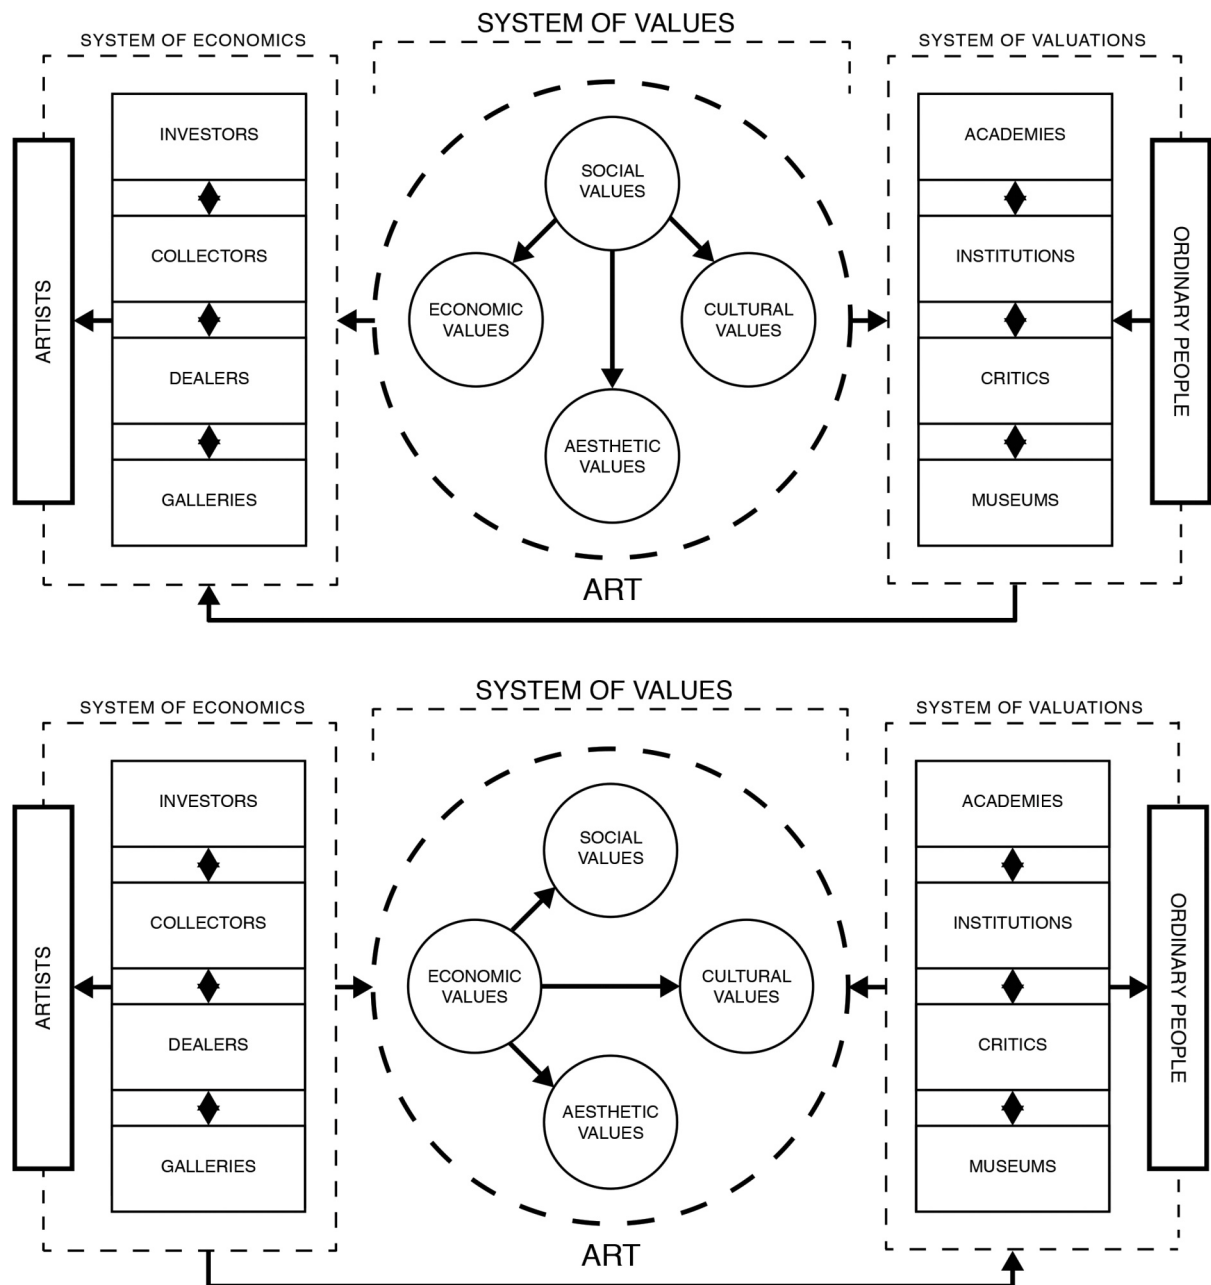 SYSTEM OF VALUES
SYSTEM OF ECONOMICS
SYSTEM OF VALUATIONS
ARTISTS
INVESTORS
COLLECTORS
DEALERS
GALLERIES
SOCIAL
VALUES
ECONOMIC
VALUES
CULTURAL
VALUES
AESTHETIC
VALUES
ART
ACADEMIES
INSTITUTIONS
CRITICS
MUSEUMS
ORDINARY PEOPLE
SYSTEM OF VALUES
SYSTEM OF ECONOMICS
SYSTEM OF VALUATIONS
ARTISTS
INVESTORS
COLLECTORS
DEALERS
GALLERIES
SOCIAL
VALUES
ECONOMIC
VALUES
CULTURAL
VALUES
AESTHETIC
VALUES
ART
ACADEMIES
INSTITUTIONS
CRITICS
MUSEUMS
ORDINARY PEOPLE